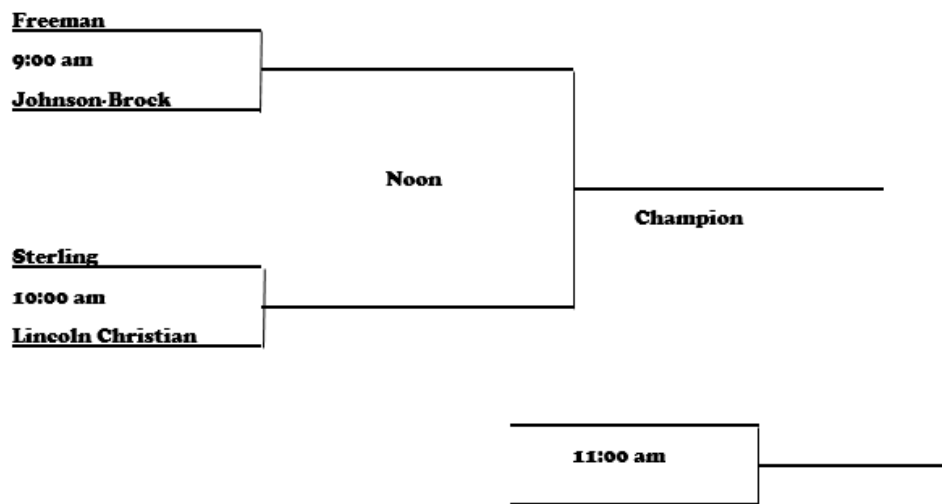 Freeman
9:00 am
Johnson-Brock
Noon
Champion
Sterling
10:00 am
Lincoln Christian
11:00 am